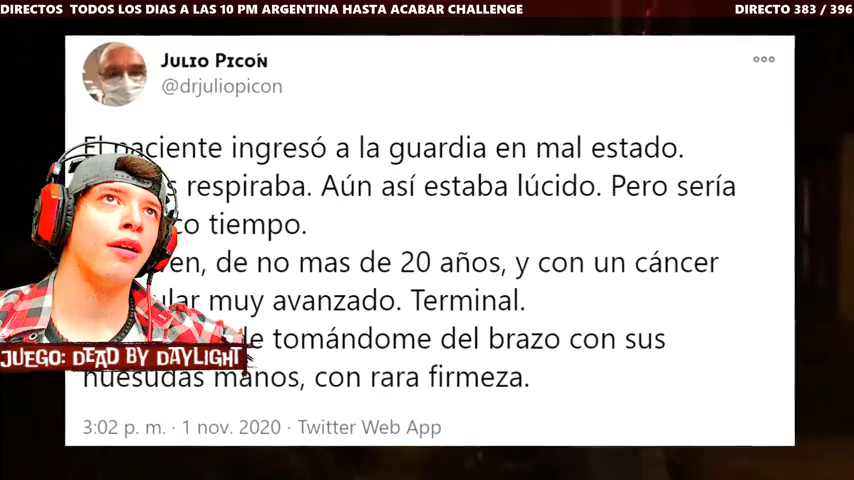 DIRECTOS TODOS LOS DIAS A LAS 10 PM ARGENTINA HASTA ACABAR CHALLENGE
DIRECTO 383 / 396
Julio Picón
@drjuliopicon
El paciente ingresó a la guardia en mal estado.
respiraba. Aún así estaba lúcido. Pero sería
tiempo.
de no mas de 20 años, y con un cáncer
muy avanzado. Terminal.
tomándome del brazo con sus
huesudas manos, con rara firmeza.
JUEGO: DEAD BY DAYLIGHT
3:02 p. m. · 1 nov. 2020 · Twitter Web App